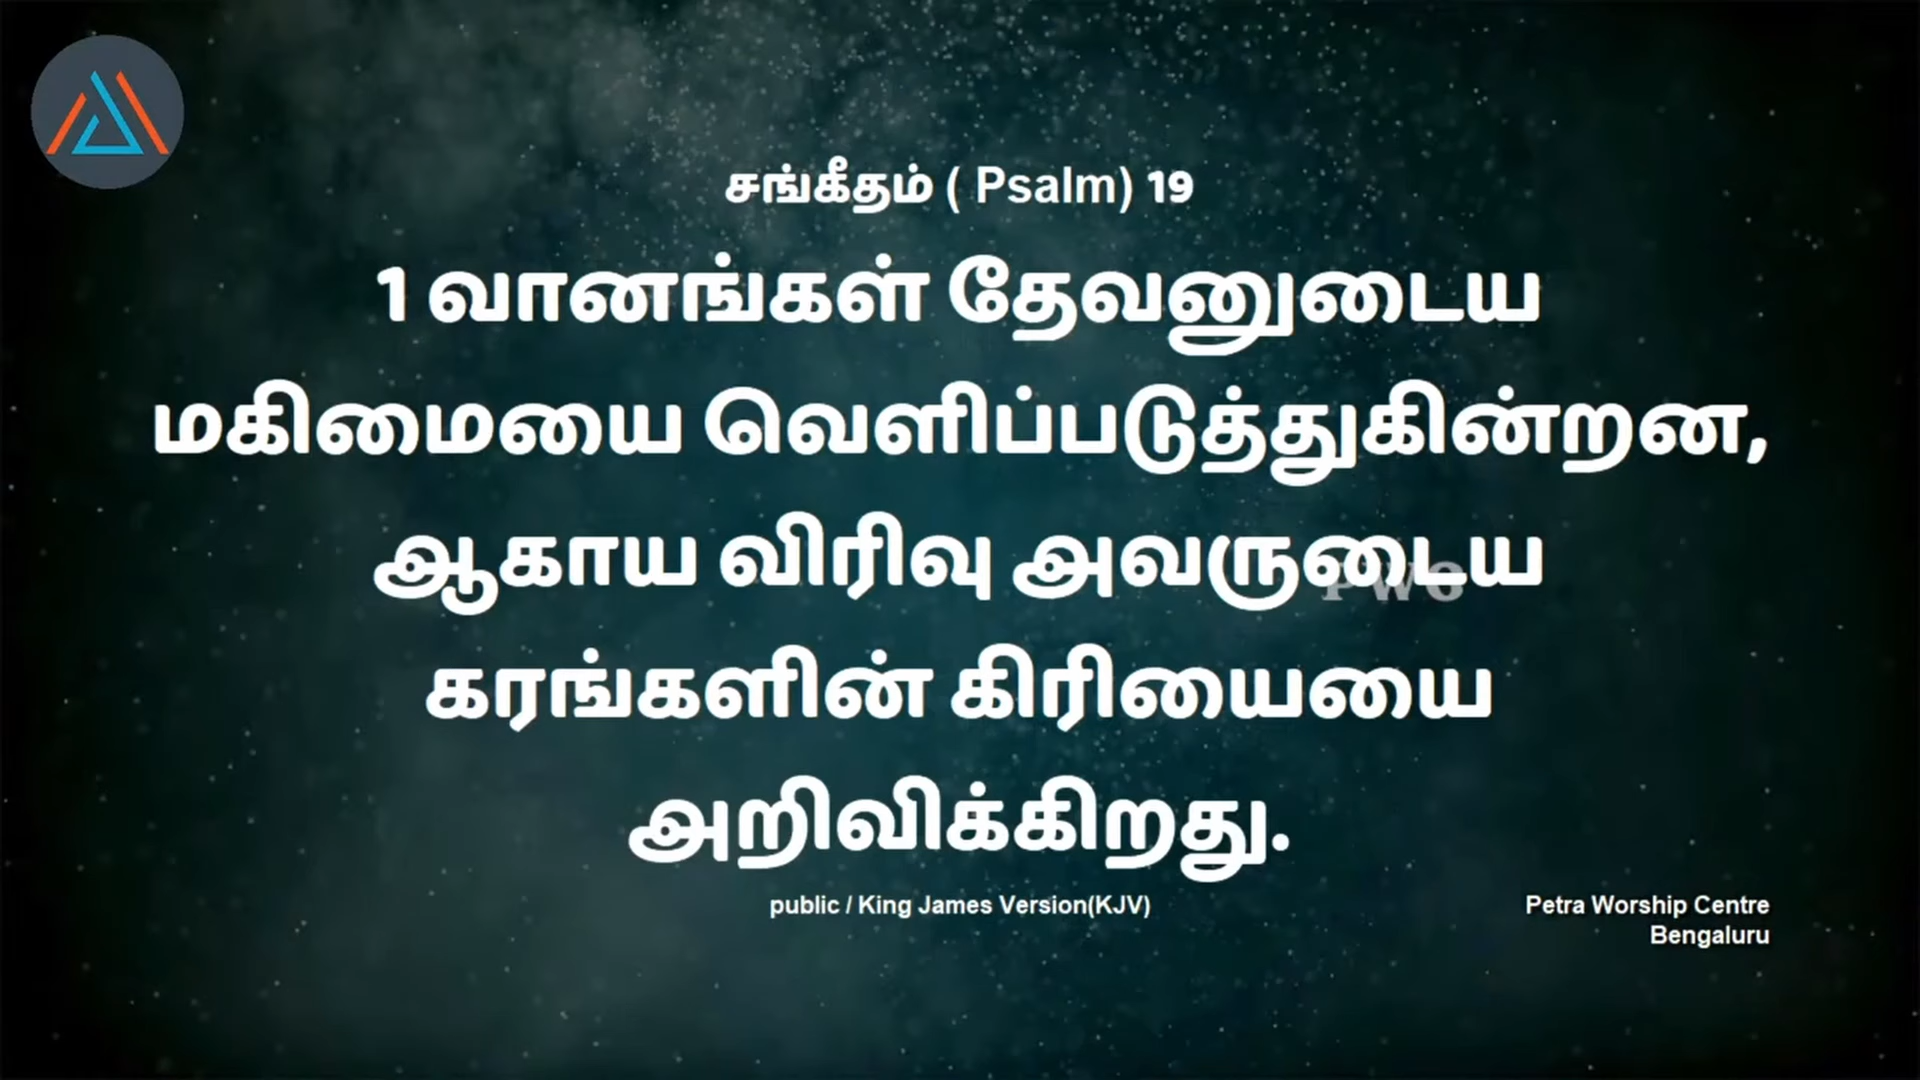 சங்கீதம் ( Psalm) 19
1 வானங்கள் தேவனுடைய
மகிமையை வெளிப்படுத்துகின்றன,
ஆகாய விரிவு அவருடைய
PWC
கரங்களின் கிரியையை
அறிவிக்கிறது.
public / King James Version(KJV)
Petra Worship Centre
Bengaluru